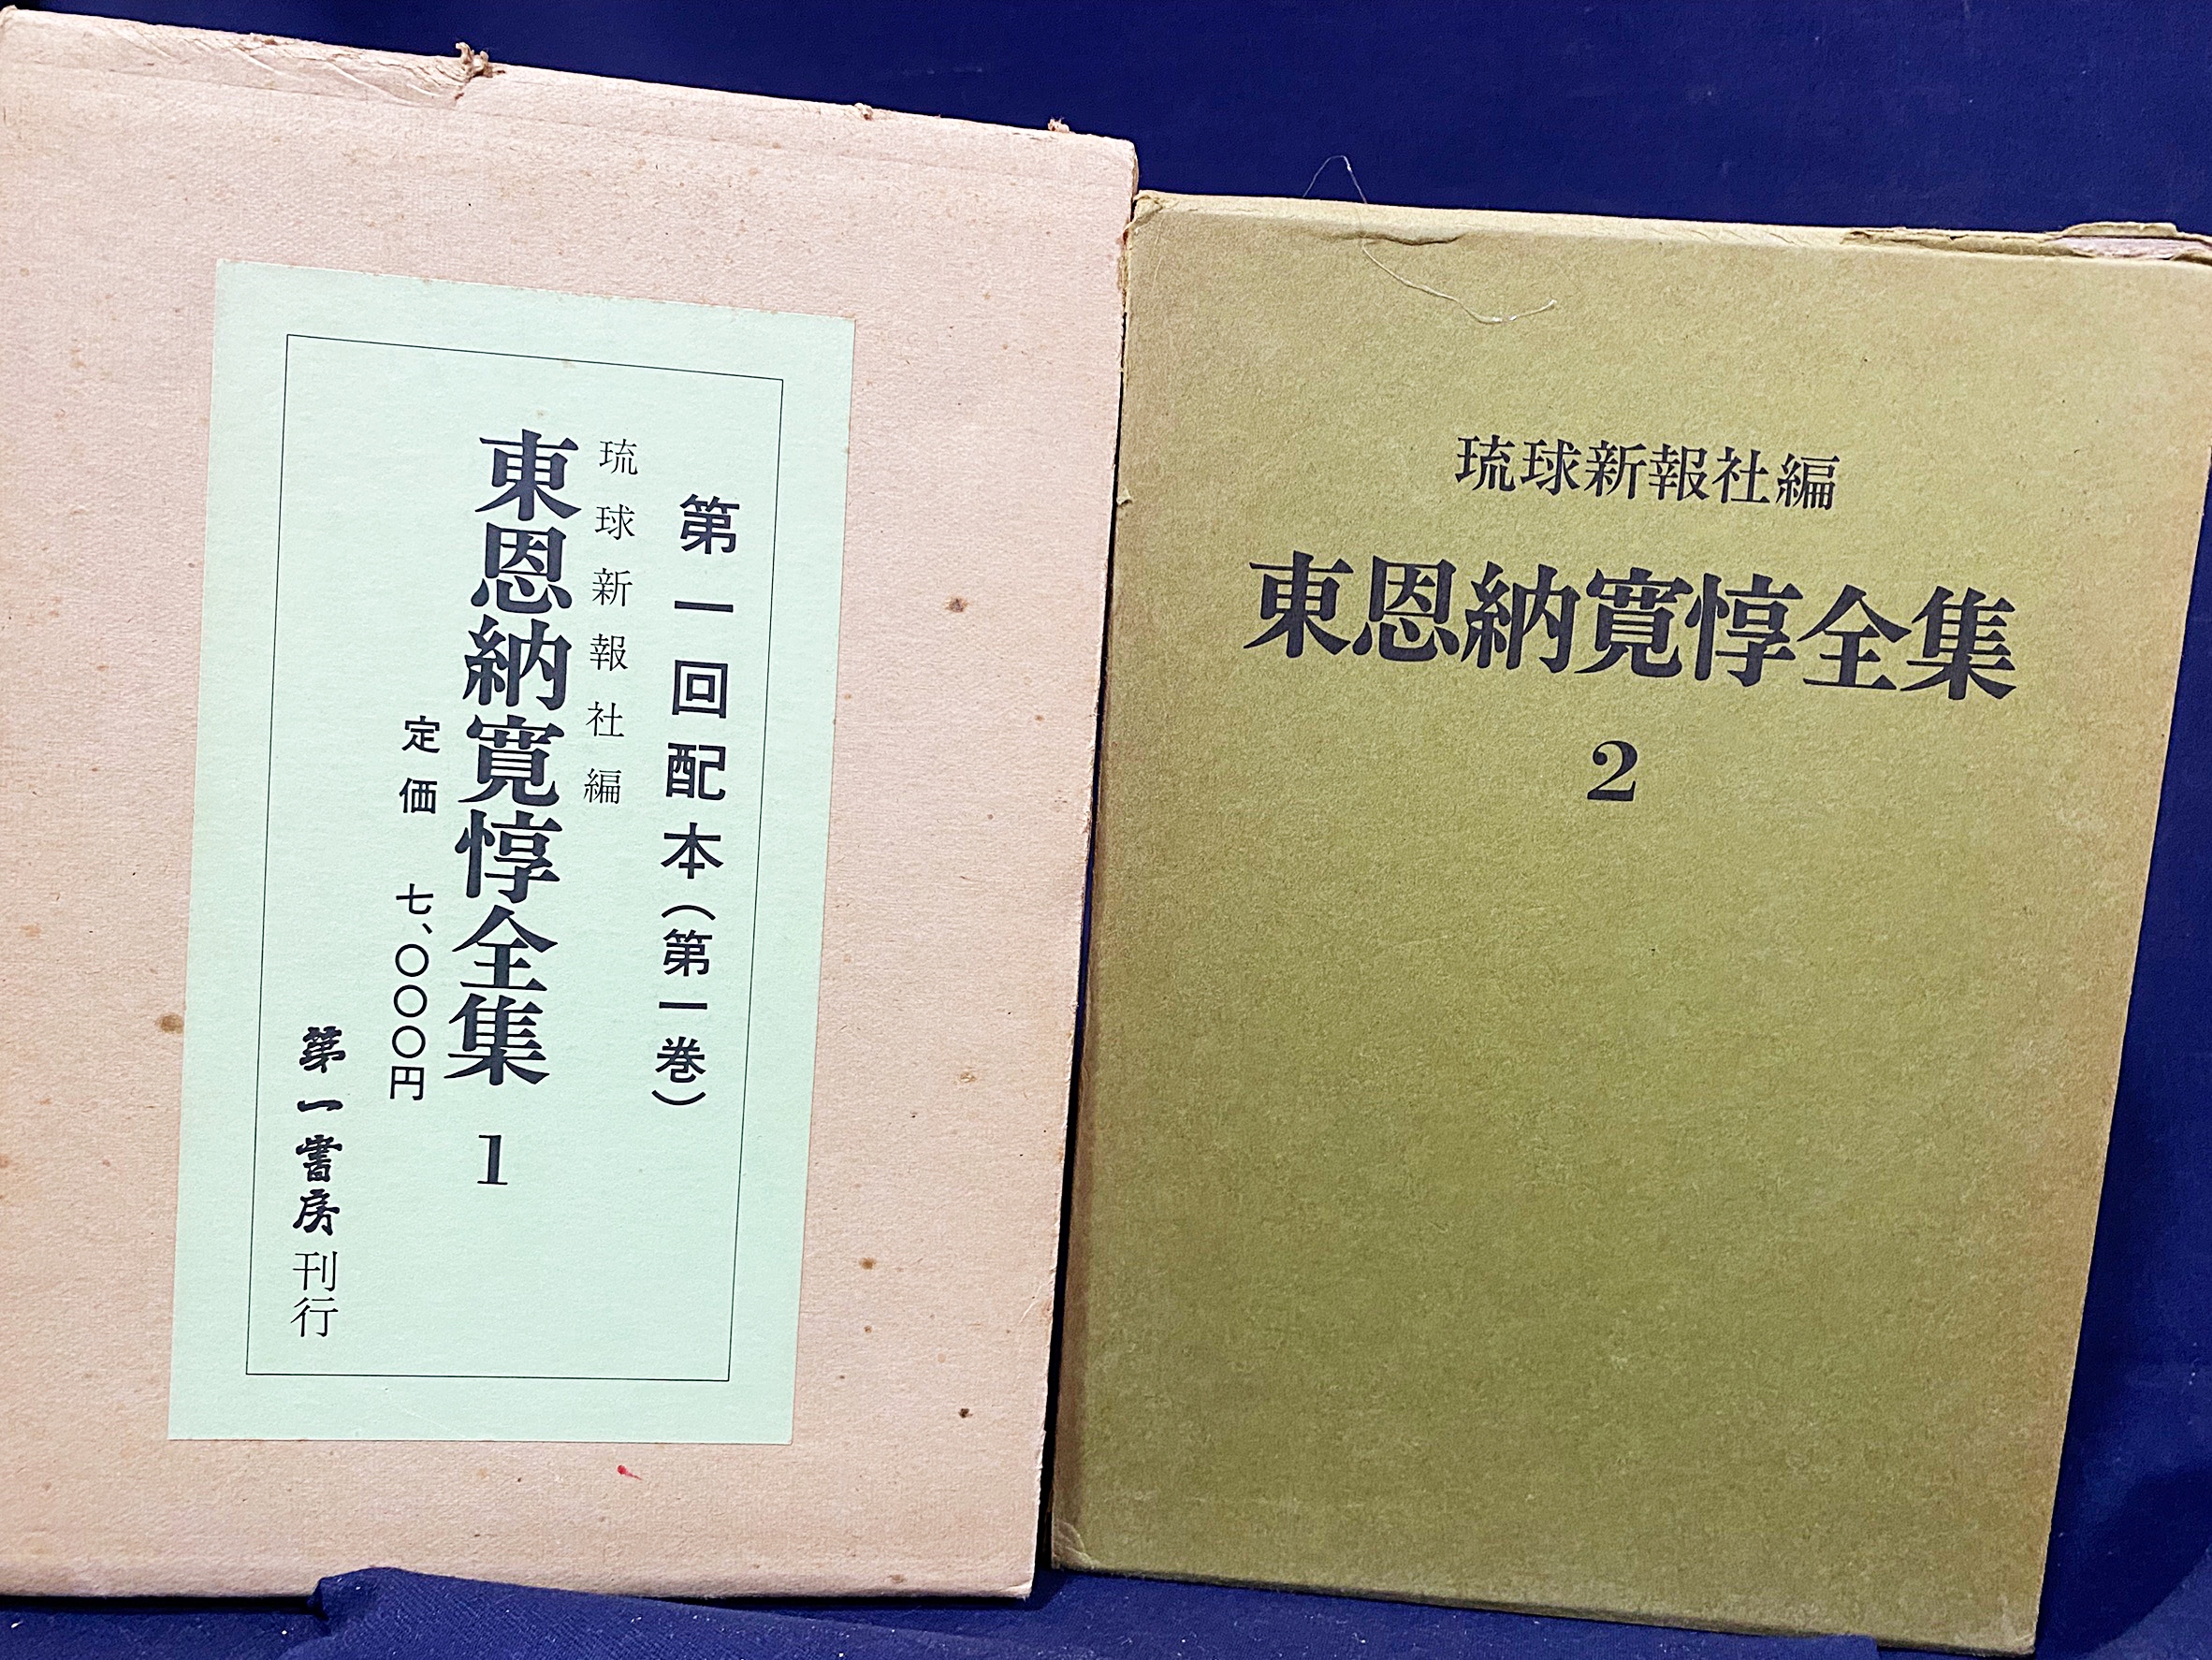 第一回配本（第一巻）
琉球新報社編
東恩納寛惇全集 1
定価 七、〇〇〇円
第一書房刊行
琉球新報社編
東恩納寛惇全集
2